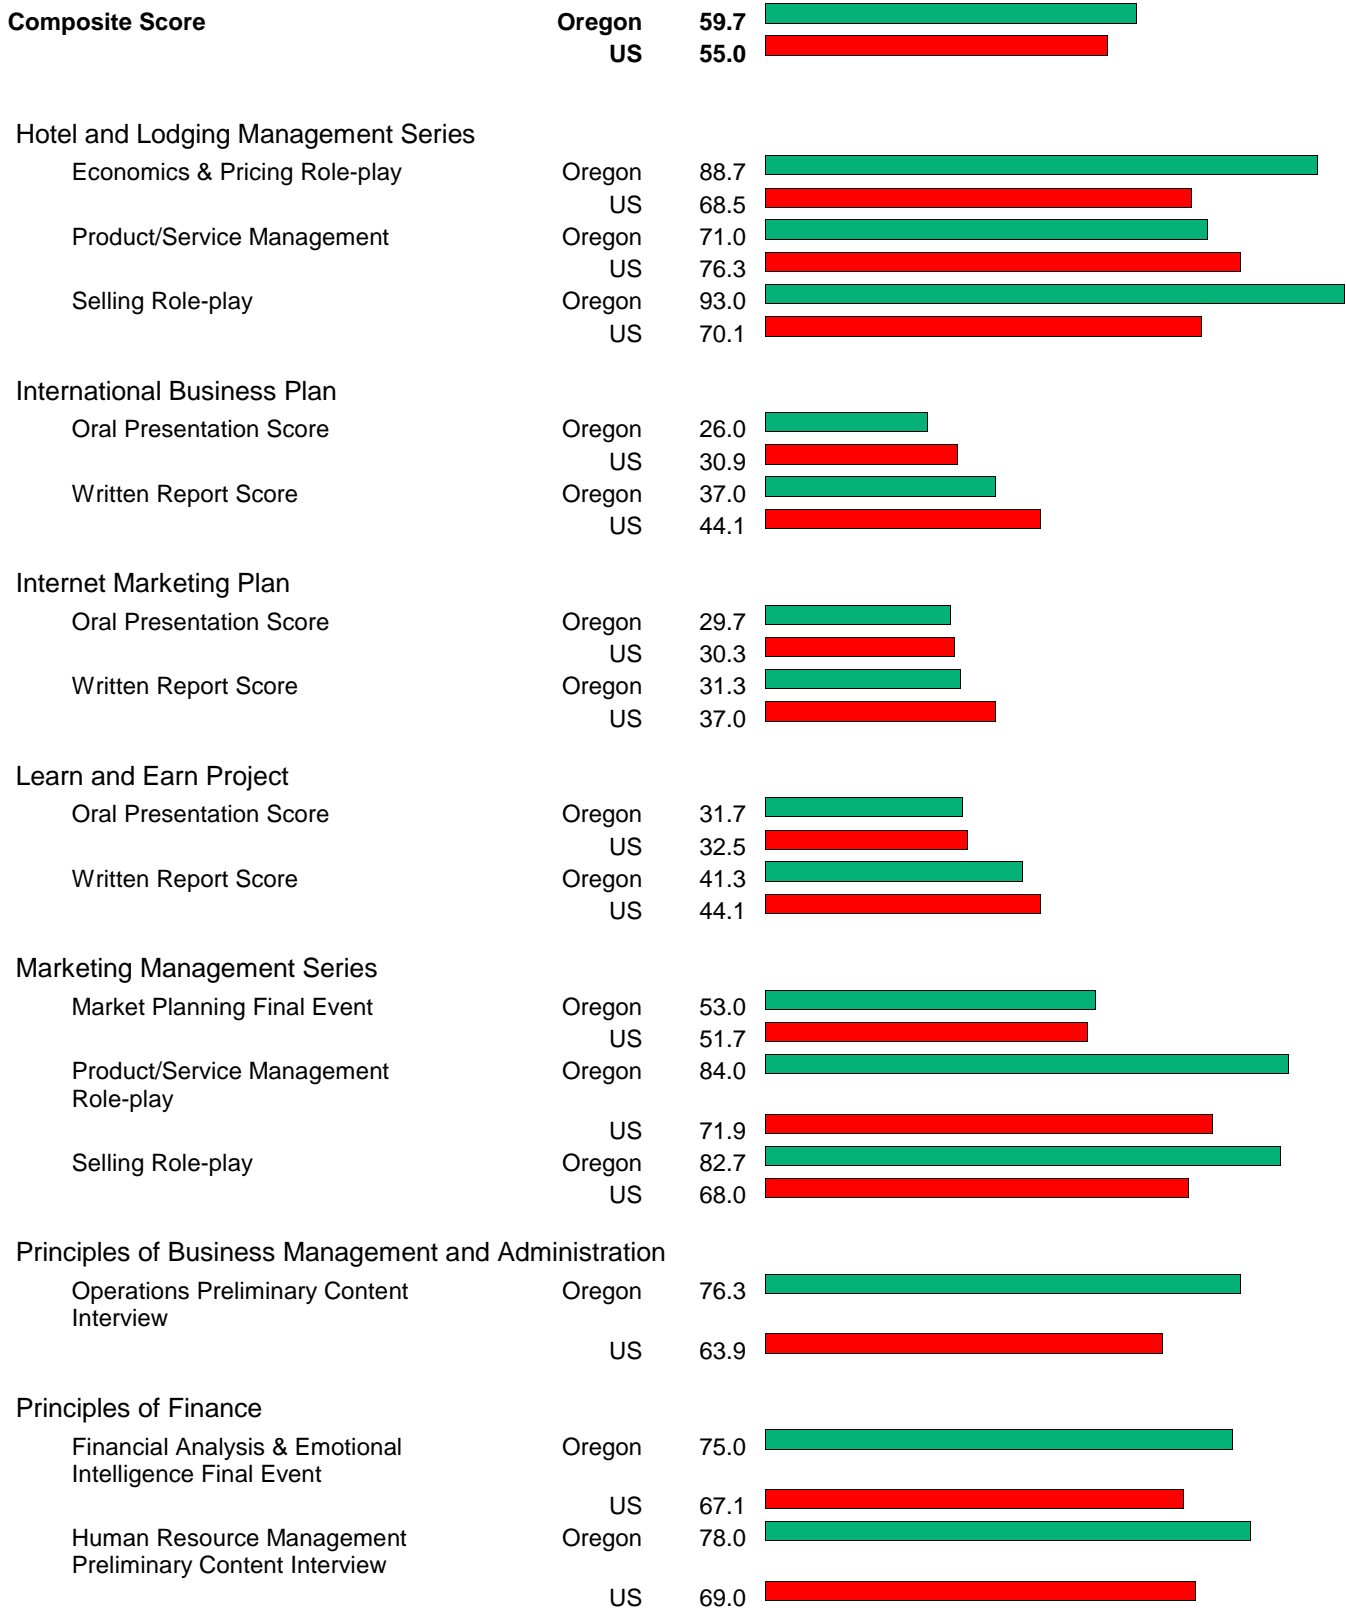 Composite Score Oregon 59.7
US 55.0
Hotel and Lodging Management Series
Economics & Pricing Role-play Oregon 88.7
US 68.5
Product/Service Management Oregon 71.0
US 76.3
Selling Role-play Oregon 93.0
US 70.1
International Business Plan
Oral Presentation Score Oregon 26.0
US 30.9
Written Report Score Oregon 37.0
US 44.1
Internet Marketing Plan
Oral Presentation Score Oregon 29.7
US 30.3
Written Report Score Oregon 31.3
US 37.0
Learn and Earn Project
Oral Presentation Score Oregon 31.7
US 32.5
Written Report Score Oregon 41.3
US 44.1
Marketing Management Series
Market Planning Final Event Oregon 53.0
US 51.7
Product/Service Management Oregon 84.0
Role-play
US 71.9
Selling Role-play Oregon 82.7
US 68.0
Principles of Business Management and Administration
Operations Preliminary Content Oregon 76.3
Interview
US 63.9
Principles of Finance
Financial Analysis & Emotional Oregon 75.0
Intelligence Final Event
US 67.1
Human Resource Management Oregon 78.0
Preliminary Content Interview
US 69.0